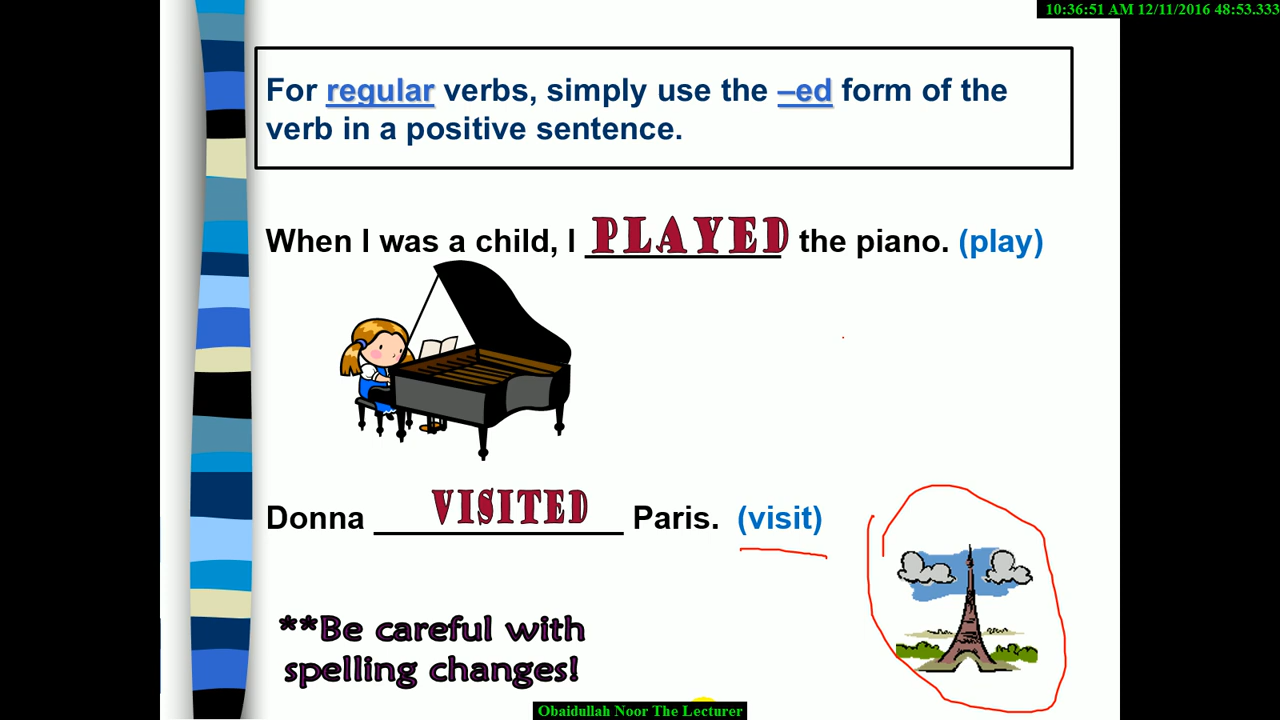 10:36:51 AM 12/11/2016 48:53.333
For regular verbs, simply use the –ed form of the
verb in a positive sentence.
When I was a child, I PLAYED the piano. (play)
Donna VISITED Paris. (visit)
**Be careful with
spelling changes!
Obaidullah Noor The Lecturer